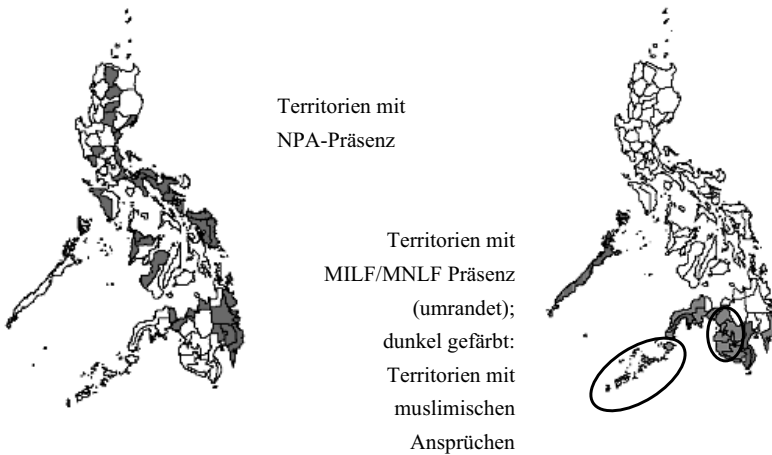 Territorien mit
NPA-Präsenz
Territorien mit
MILF/MNLF Präsenz
(umrandet);
dunkel gefärbt:
Territorien mit
muslimischen
Ansprüchen